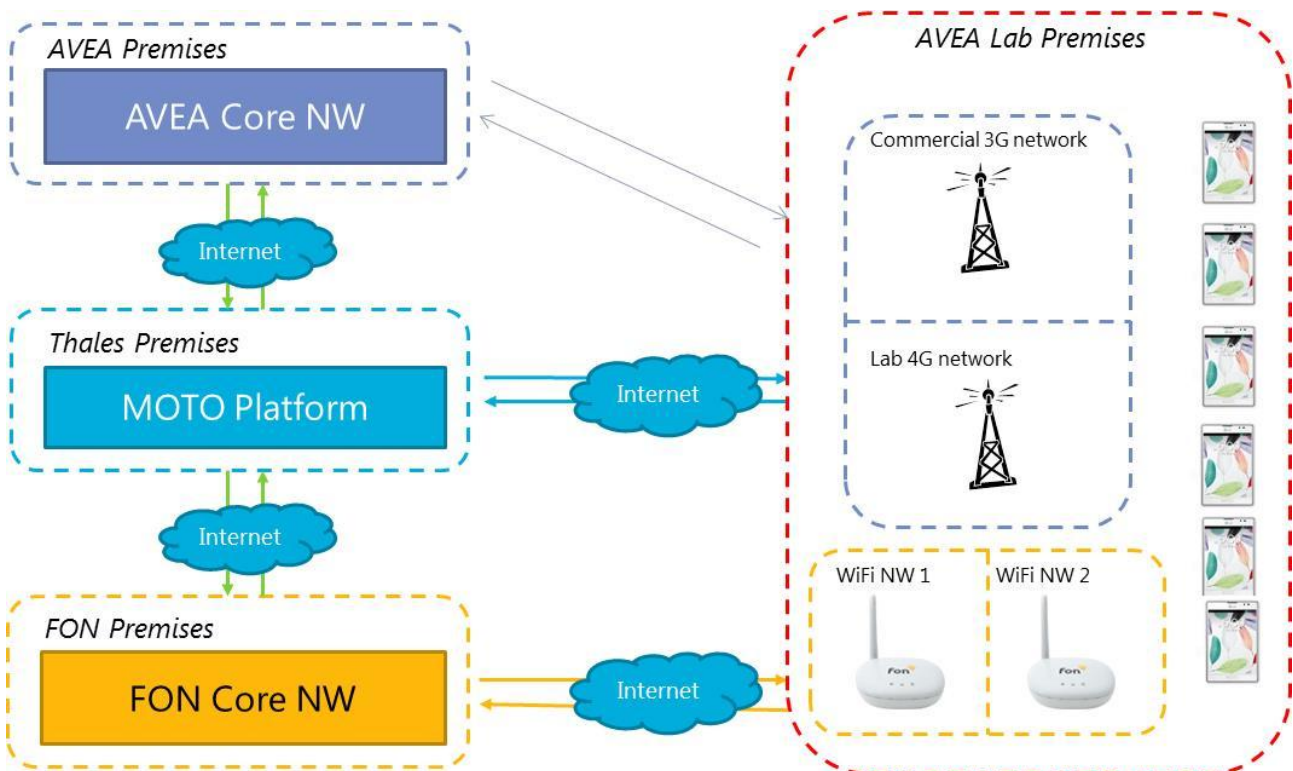 AVEA Premises
AVEA Core NW
Internet
Thales Premises
MOTO Platform
Internet
FON Premises
FON Core NW
Internet
Internet
AVEA Lab Premises
Commercial 3G network
Lab 4G network
WiFi NW 1
WiFi NW 2
fon
fon